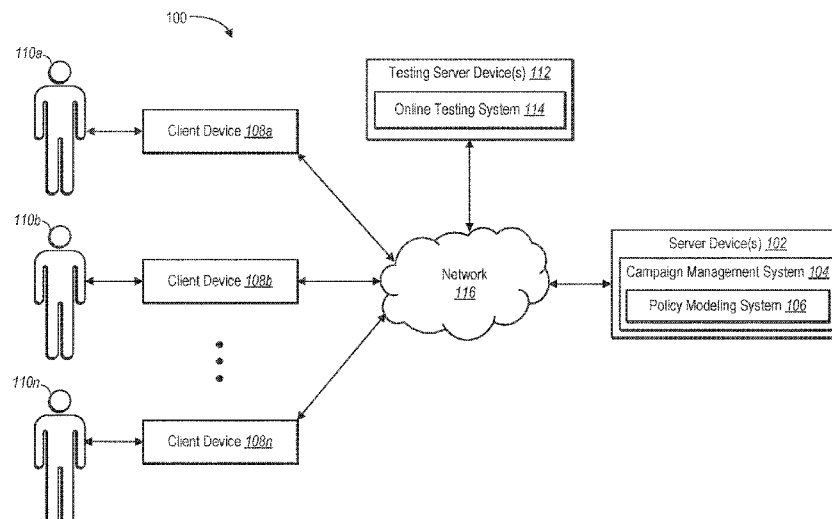 100
110a
Client Device 108a
Testing Server Device(s) 112
Online Testing System 114
110b
Client Device 108b
Network
116
Server Device(s) 102
Campaign Management System 104
Policy Modeling System 106
110n
Client Device 108n